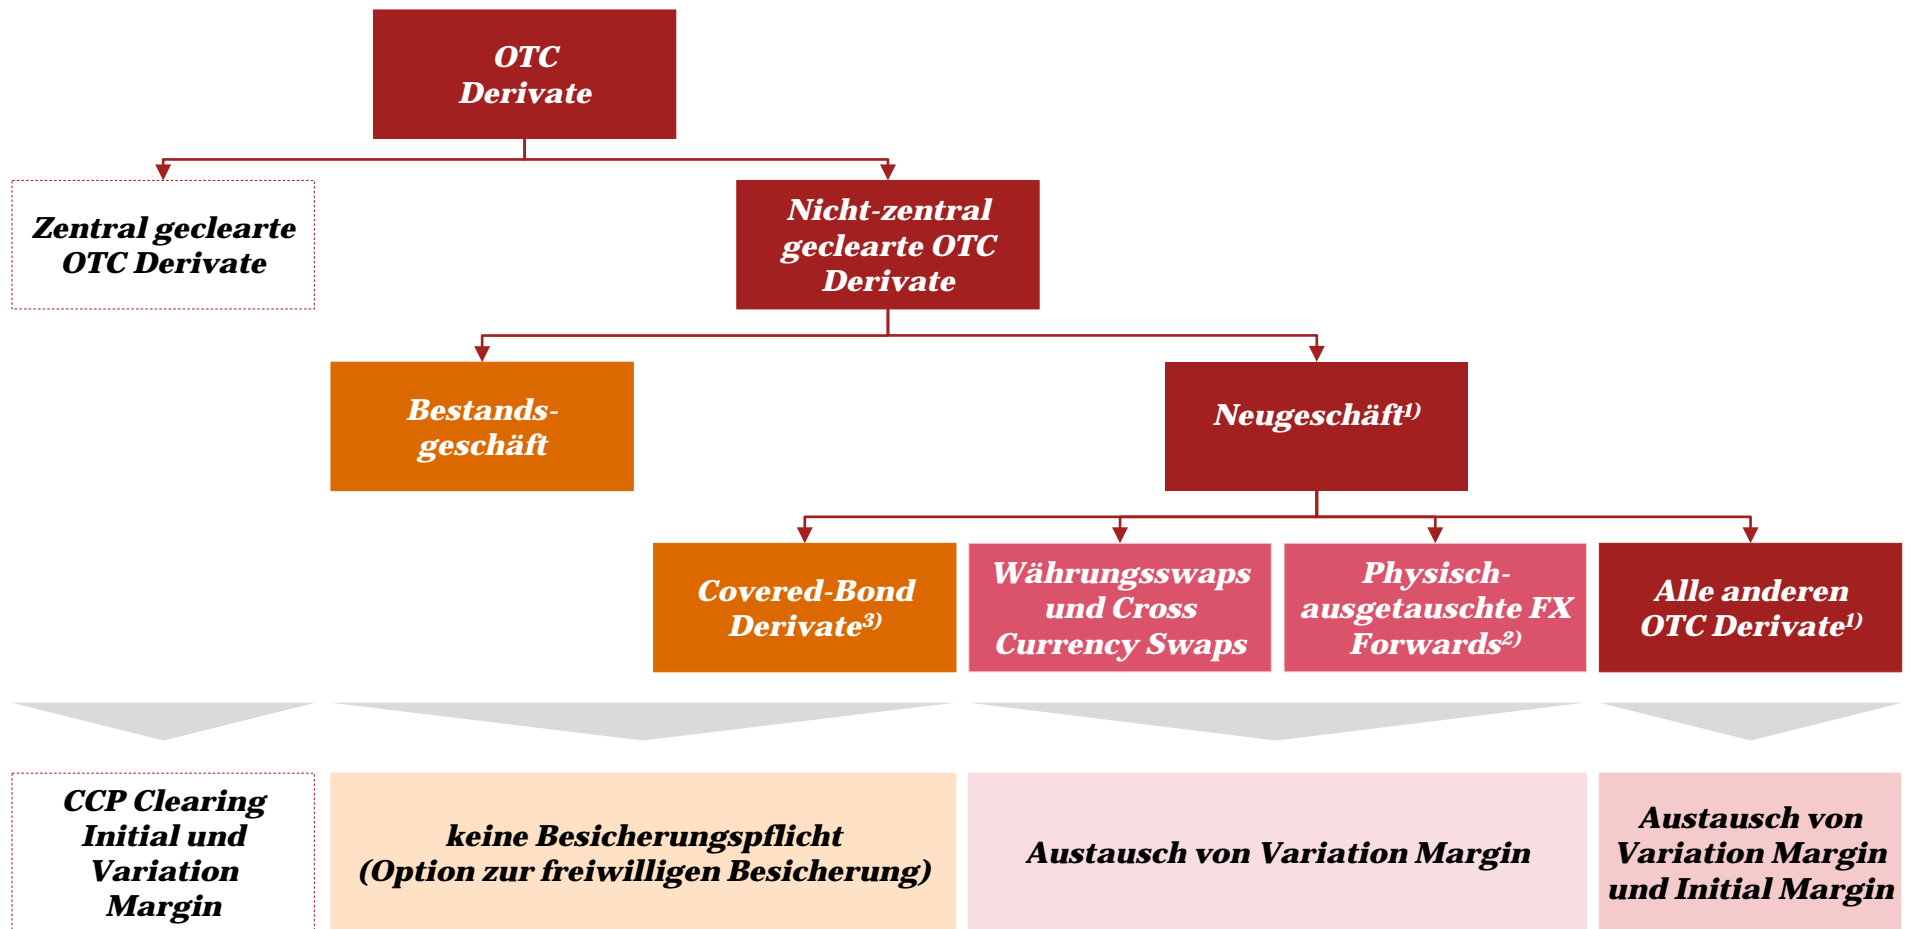 OTC
Derivate
Zentral geclearte
OTC Derivate
Nicht-zentral
geclearte OTC
Derivate
Bestands-
geschäft
Neugeschäft1)
Covered-Bond
Derivate3)
Währungsswaps
und Cross
Currency Swaps
Physisch-
ausgetauschte FX
Forwards2)
Alle anderen
OTC Derivate1)
CCP Clearing
Initial und
Variation
Margin
keine Besicherungspflicht
(Option zur freiwilligen Besicherung)
Austausch von Variation Margin
Austausch von
Variation Margin
und Initial Margin